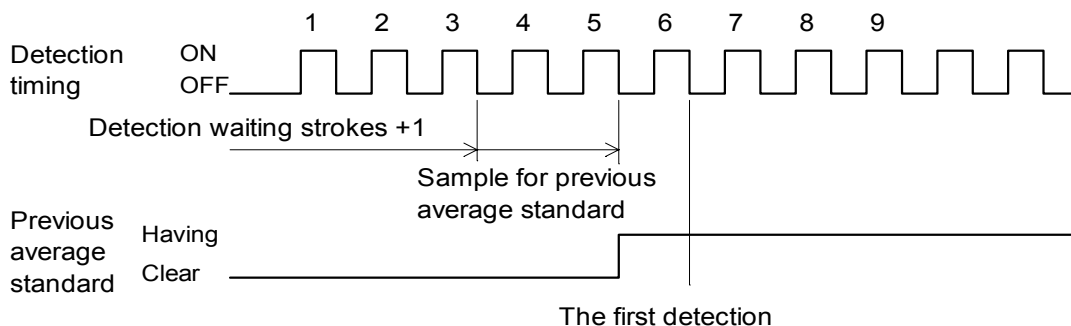 1 2 3 4 5 6 7 8 9
Detection
timing
ON
OFF
Detection waiting strokes +1
Sample for previous
average standard
Previous
average
standard
Having
Clear
The first detection